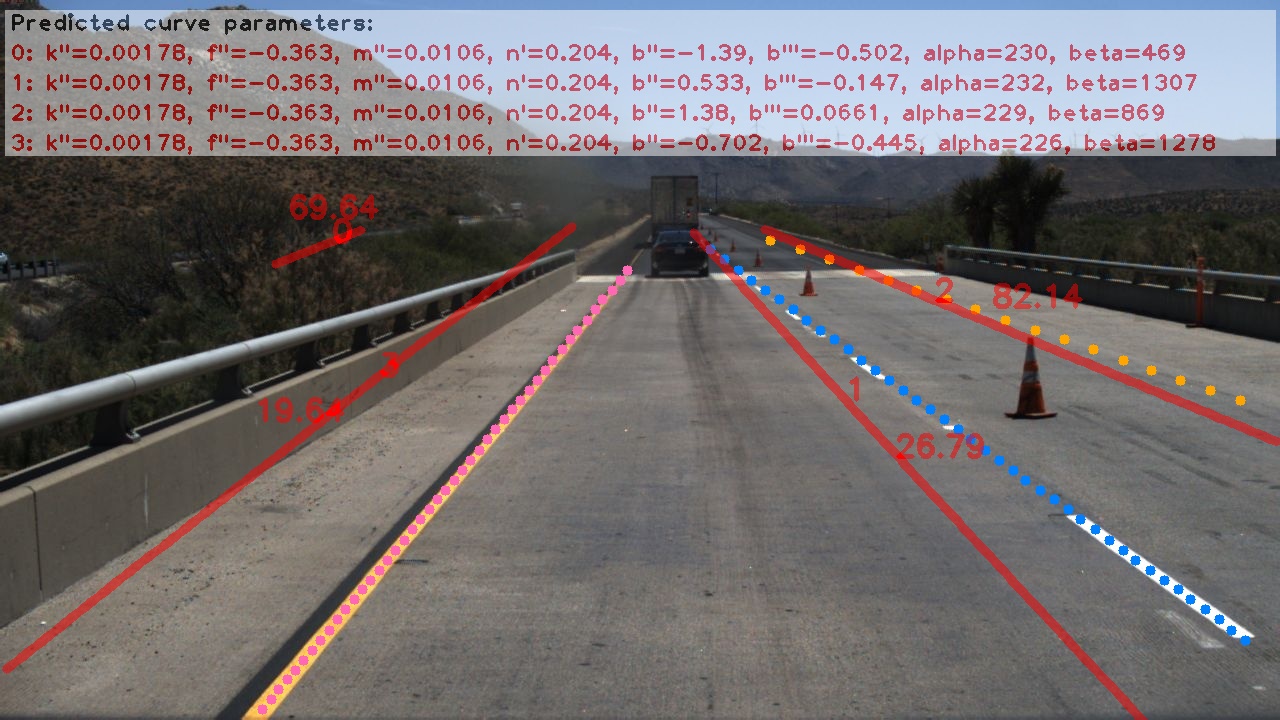 Predicted curve parameters:
0: k''=0.00178, f''=−0.363, m''=0.0106, n'=0.204, b''=−1.39, b'''=−0.502, alpha=230, beta=469
1: k''=0.00178, f''=−0.363, m''=0.0106, n'=0.204, b''=0.533, b'''=−0.147, alpha=232, beta=1307
2: k''=0.00178, f''=−0.363, m''=0.0106, n'=0.204, b''=1.38, b'''=0.0661, alpha=229, beta=869
3: k''=0.00178, f''=−0.363, m''=0.0106, n'=0.204, b''=−0.702, b'''=−0.445, alpha=226, beta=1278
69.64
0
2 82.14
3
1
26.79